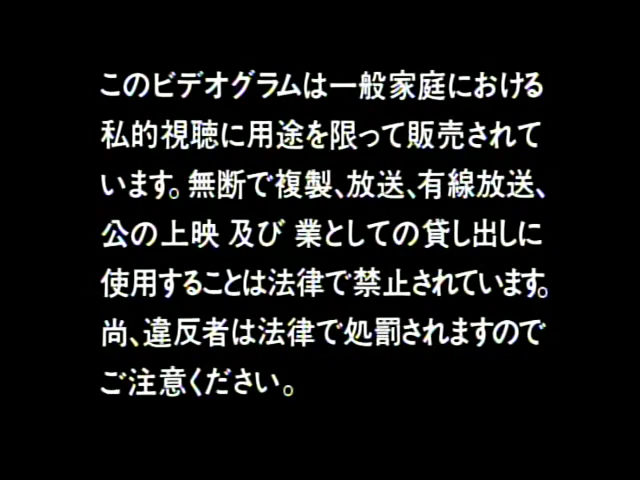 このビデオグラムは一般家庭における
私的視聴に用途を限って販売されて
います。無断で複製、放送、有線放送、
公の上映 及び 業としての貸し出しに
使用することは法律で禁止されています。
尚、違反者は法律で処罰されますので
ご注意ください。